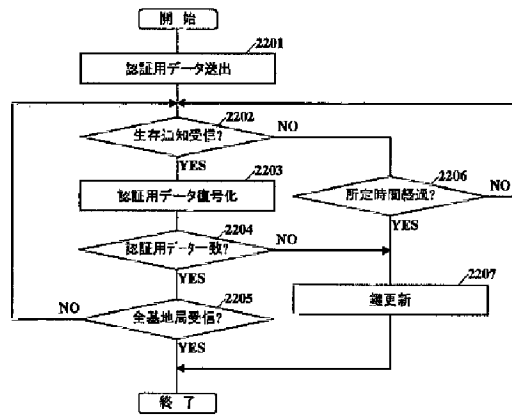 開 始
2201
認証用データ送出
2202
生存通知受信?
NO
YES
2203
認証用データ復号化
2206
所定時間経過?
NO
YES
2204
認証用データ一致?
NO
YES
2207
鍵更新
2205
NO
全基地局受信?
YES
終 了